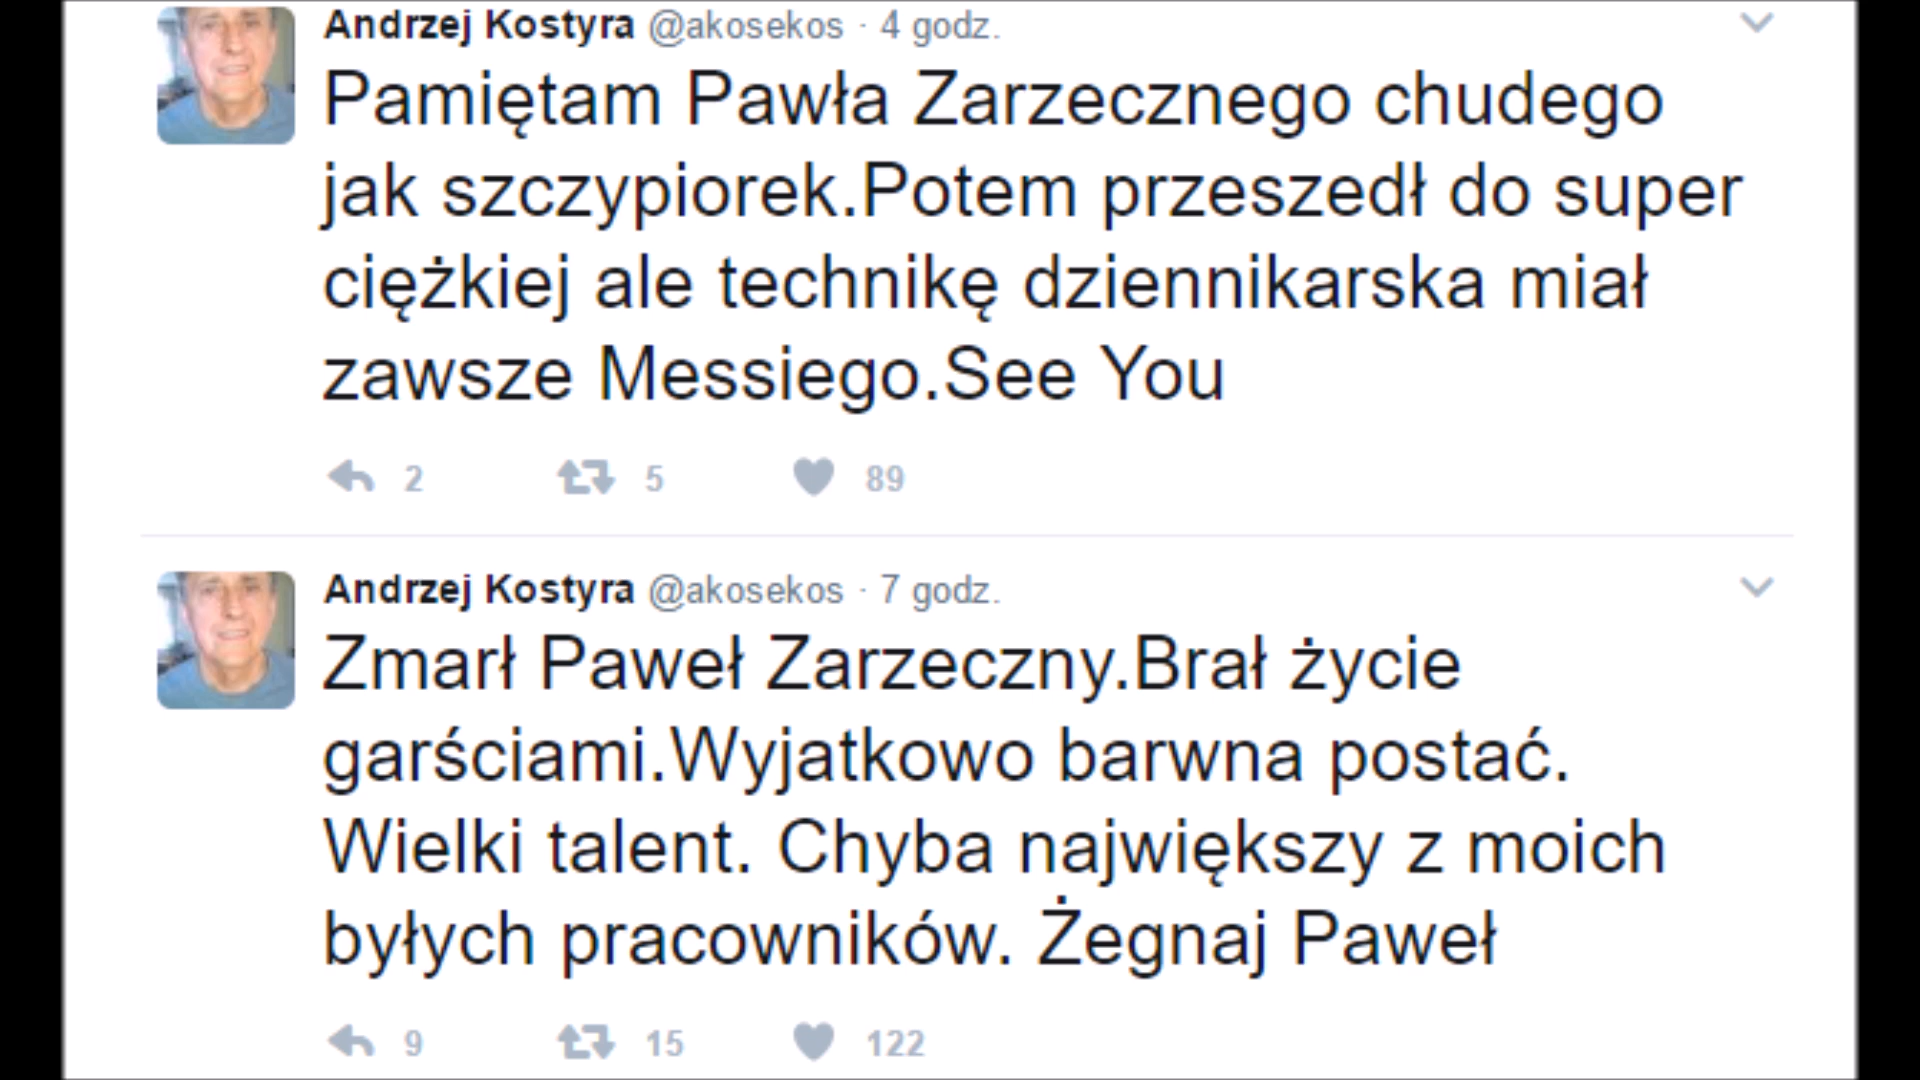 Andrzej Kostyra @akosekos · 4 godz.
Pamiętam Pawła Zarzecznego chudego
jak szczypiorek.Potem przeszedł do super
ciężkiej ale technikę dziennikarska miał
zawsze Messiego.See You
2 5 89
Andrzej Kostyra @akosekos · 7 godz.
Zmarł Paweł Zarzeczny.Brał życie
garściami.Wyjatkowo barwna postać.
Wielki talent. Chyba największy z moich
byłych pracowników. Żegnaj Paweł
9 15 122